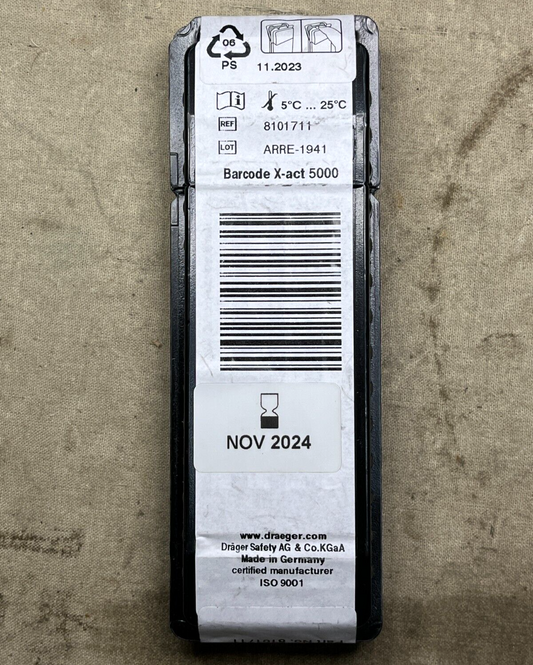 06
PS
11.2023
i
5°C ... 25°C
REF 8101711
LOT ARRE-1941
Barcode X-act 5000
NOV 2024
www.draeger.com
Dräger Safety AG & Co.KGaA
Made in Germany
certified manufacturer
ISO 9001